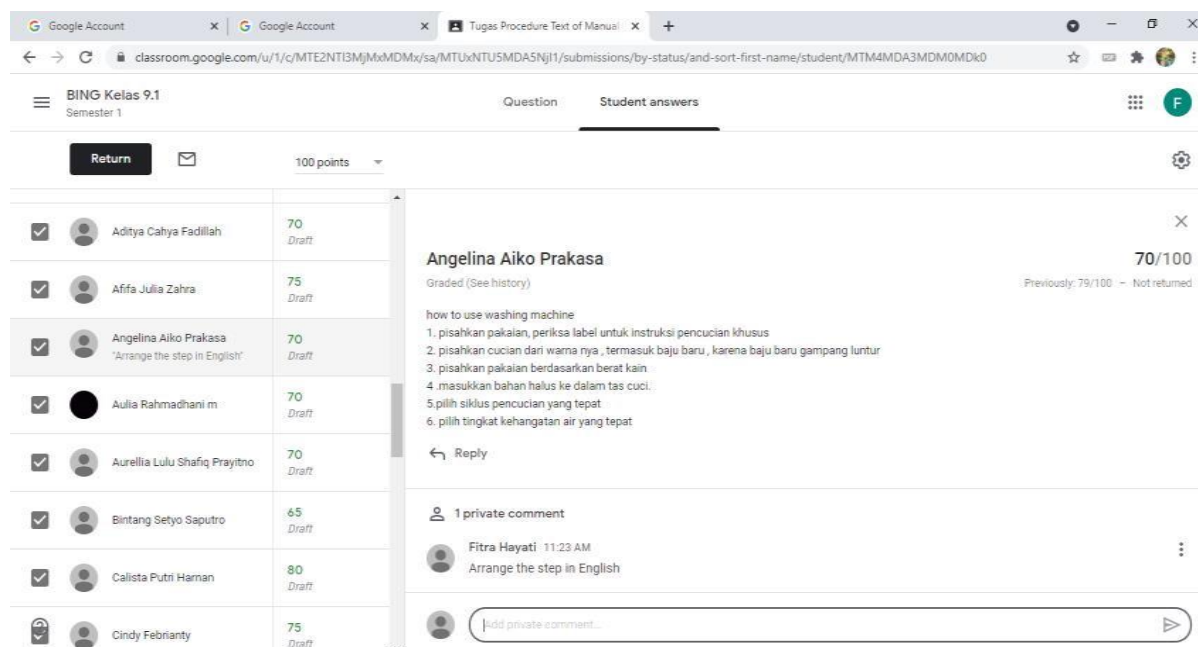 Google Account
Google Account
Tugas Procedure Text of Manual
classroom.google.com/u/1/c/MTE2NTI3MjMxMDMx/sa/MTUxNTU5MDA5NjI1/submissions/by-status/and-sort-first-name/student/MTM4MDA3MDM0MDk0
BING Kelas 9.1
Semester 1
Question
Student answers
F
Return
100 points
Aditya Cahya Fadillah
70
Draft
Afifa Julia Zahra
75
Draft
Angelina Aiko Prakasa
"Arrange the step in English"
70
Draft
Aulia Rahmadhani m
70
Draft
Aurellia Lulu Shafiq Prayitno
70
Draft
Bintang Setyo Saputro
65
Draft
Calista Putri Harnan
80
Draft
Cindy Febrianty
75
Draft
Angelina Aiko Prakasa
70/100
Graded (See history)
Previously: 79/100 – Not returned
how to use washing machine
1. pisahkan pakaian, periksa label untuk instruksi pencucian khusus
2. pisahkan cucian dari warna nya , termasuk baju baru , karena baju baru gampang luntur
3. pisahkan pakaian berdasarkan berat kain
4 .masukkan bahan halus ke dalam tas cuci.
5.pilih siklus pencucian yang tepat
6. pilih tingkat kehangatan air yang tepat
Reply
1 private comment
Fitra Hayati 11:23 AM
Arrange the step in English
Add private comment...